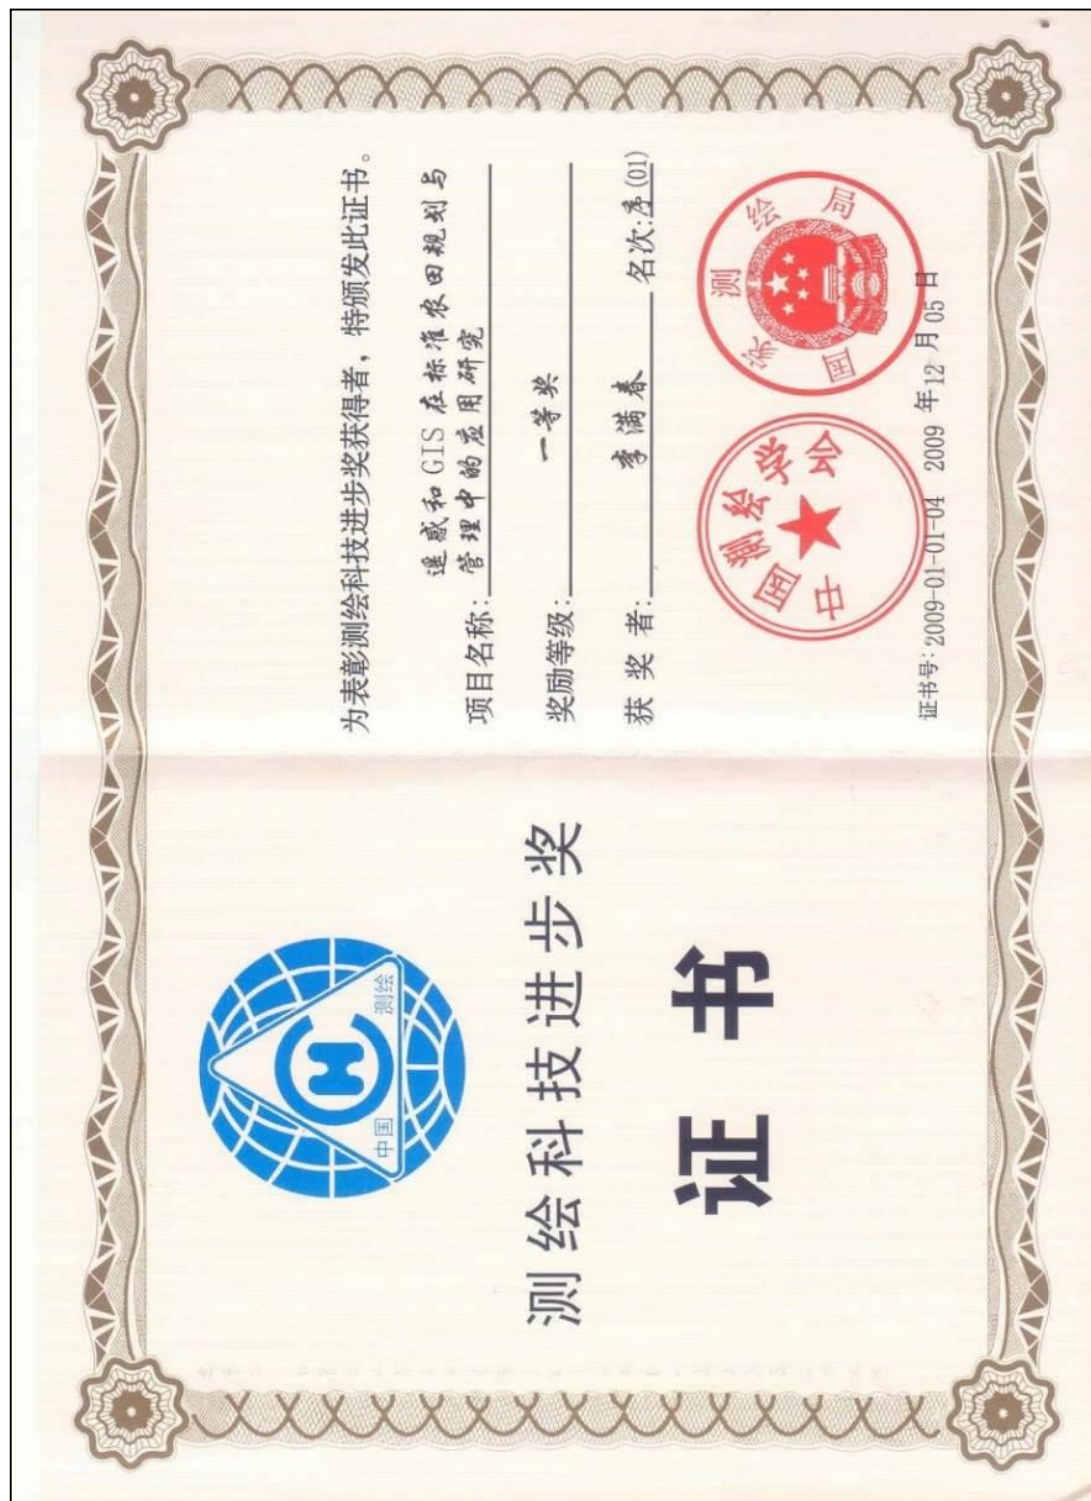 中国
测绘
测绘科技进步奖
证书
为表彰测绘科技进步奖获得者，特颁发此证书。
遥感和 GIS 在标准农田规划与
项目名称：管理中的应用研究
奖励等级：一等奖
获 奖 者：李满春 名次：序(01)
中国测绘学会
国家测绘局
证书号：2009-01-01-04 2009 年 12 月 05 日